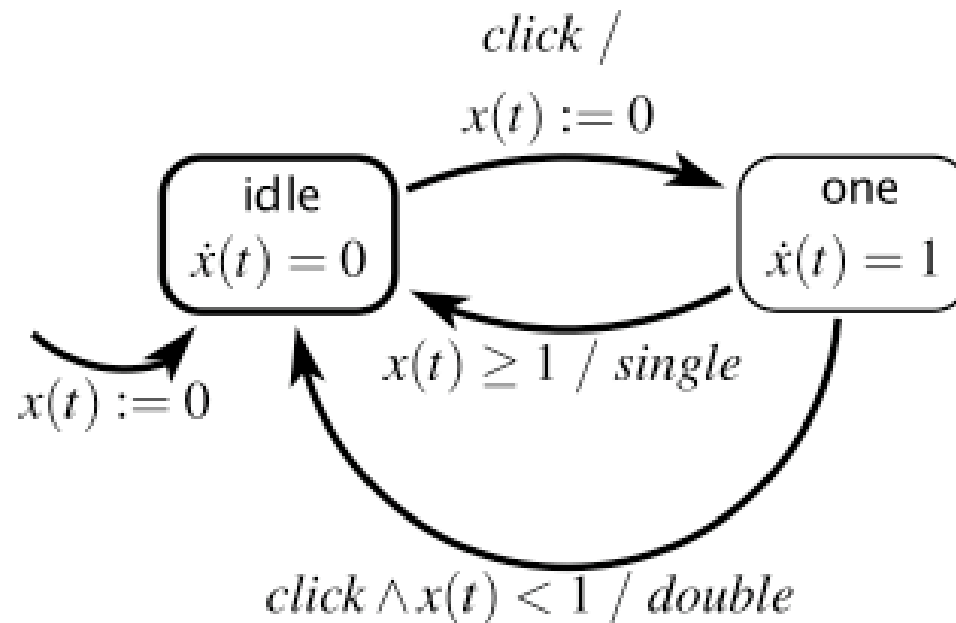 click /
x(t) := 0
idle
ẋ(t) = 0
one
ẋ(t) = 1
x(t) ≥ 1 / single
x(t) := 0
click ∧ x(t) < 1 / double